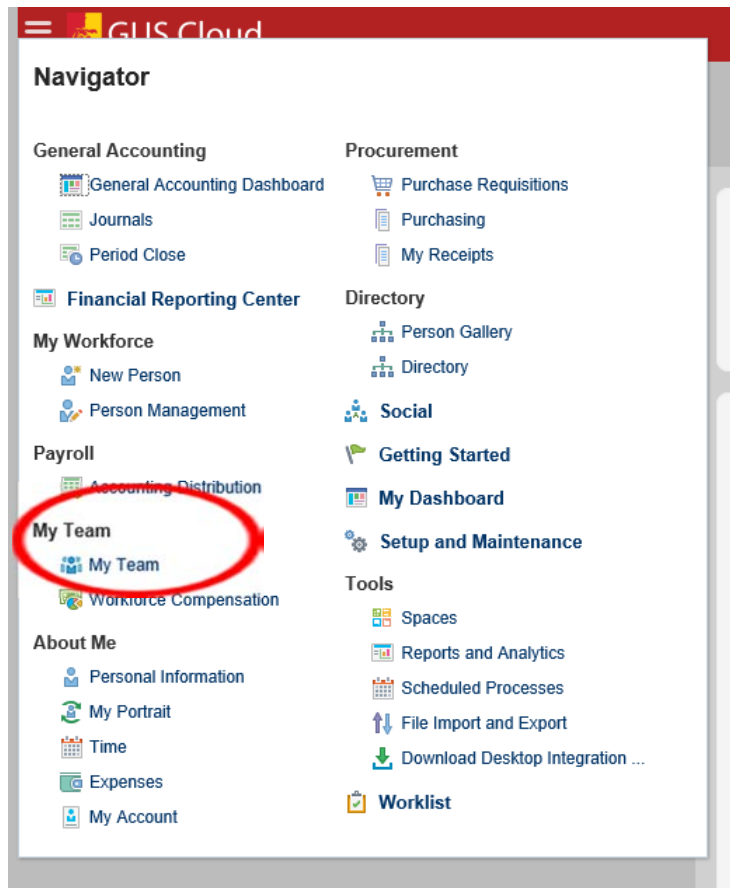 GUS Cloud
Navigator
General Accounting
General Accounting Dashboard
Journals
Period Close
Financial Reporting Center
My Workforce
New Person
Person Management
Payroll
Accounting Distribution
My Team
My Team
Workforce Compensation
About Me
Personal Information
My Portrait
Time
Expenses
My Account
Procurement
Purchase Requisitions
Purchasing
My Receipts
Directory
Person Gallery
Directory
Social
Getting Started
My Dashboard
Setup and Maintenance
Tools
Spaces
Reports and Analytics
Scheduled Processes
File Import and Export
Download Desktop Integration ...
Worklist